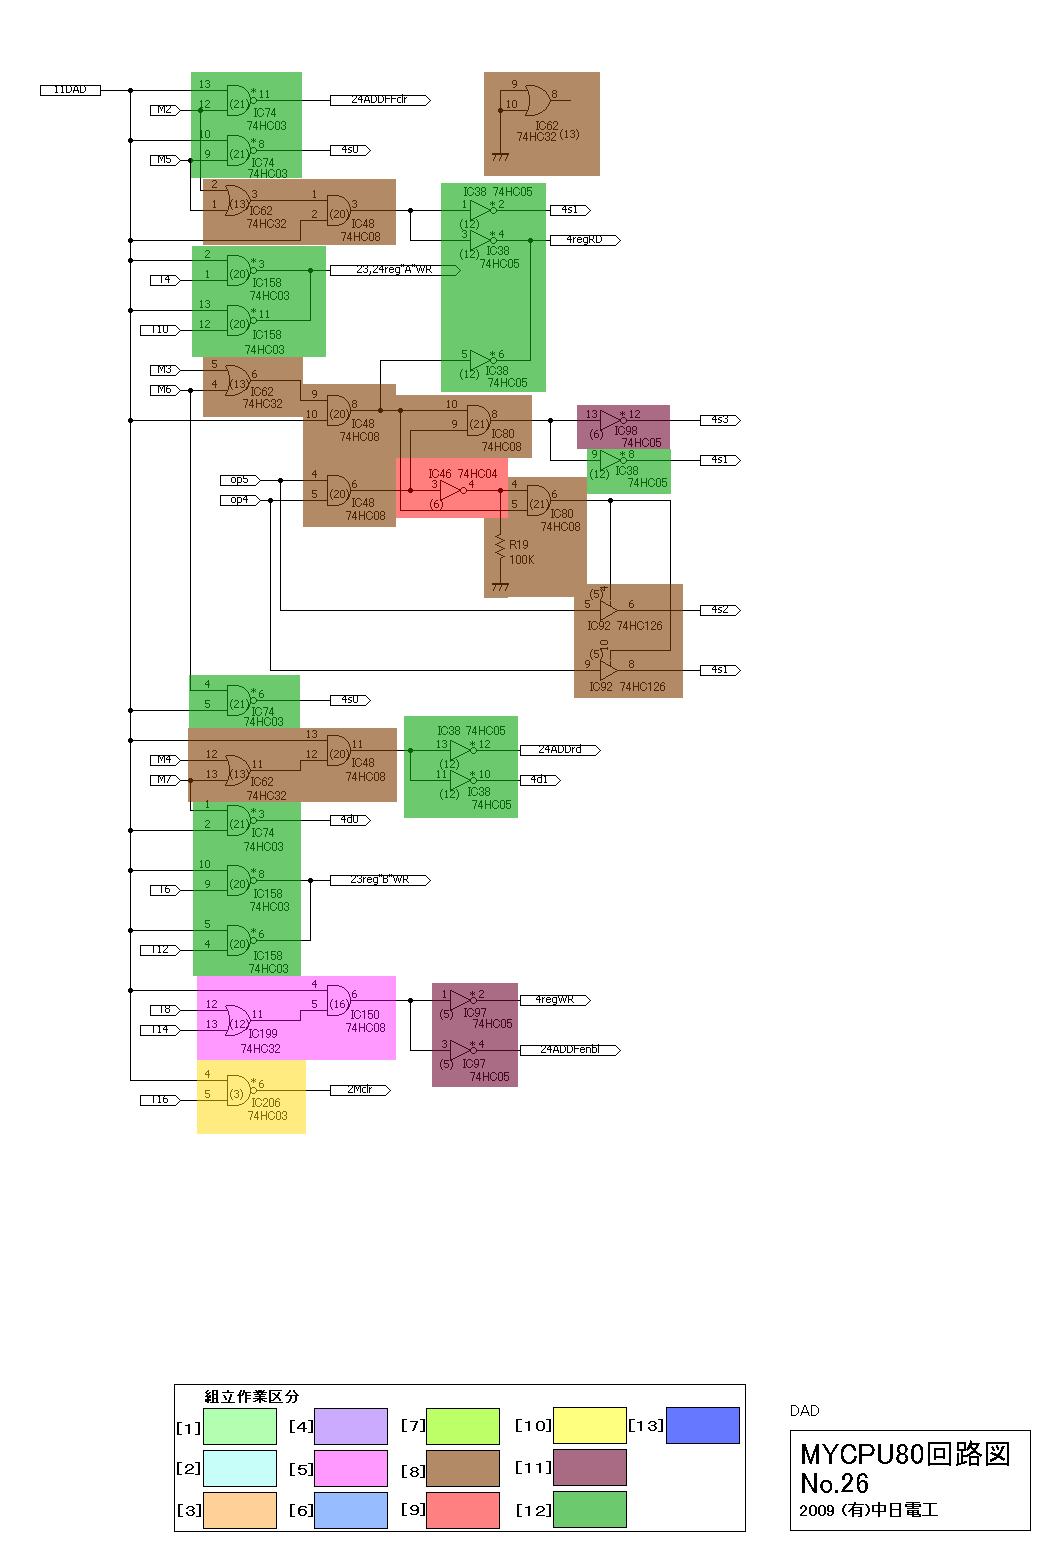 11DAD
13
12
* 11
(21)
IC74
74HC03
24ADDFFclr
M2
10
9
* 8
(21)
IC74
74HC03
4s0
M5
9
10
8
IC62
74HC32 (13)
2
1
3
(13)
IC62
74HC32
1
2
3
(20)
IC48
74HC08
IC38 74HC05
1
* 2
(12)
4s1
3
* 4
(12)
IC38
74HC05
4regRD
2
1
* 3
(20)
IC158
74HC03
23,24reg"A"WR
T4
13
12
* 11
(20)
IC158
74HC03
T10
5
* 6
(12)
IC38
74HC05
M3
M6
5
4
6
(13)
IC62
74HC32
9
10
8
(20)
IC48
74HC08
10
9
8
(21)
IC80
74HC08
13
* 12
(6)
IC98
74HC05
4s3
9
* 8
(12)
IC38
74HC05
4s1
op5
op4
4
5
6
(20)
IC48
74HC08
IC46 74HC04
3
4
(6)
4
5
6
(21)
IC80
74HC08
R19
100K
(5)
4
5
6
IC92 74HC126
4s2
(5)
10
9
8
IC92 74HC126
4s1
4
5
* 6
(21)
IC74
74HC03
4s0
M4
M7
12
13
11
(13)
IC62
74HC32
13
12
11
(20)
IC48
74HC08
IC38 74HC05
13
* 12
(12)
24ADDrd
11
* 10
(12)
IC38
74HC05
4d1
1
2
* 3
(21)
IC74
74HC03
4d0
10
9
* 8
(20)
IC158
74HC03
23reg"B"WR
T6
5
4
* 6
(20)
IC158
74HC03
T12
T8
T14
12
13
11
(12)
IC199
74HC32
4
5
6
(16)
IC150
74HC08
1
* 2
(5)
IC97
74HC05
4regWR
3
* 4
(5)
IC97
74HC05
24ADDFenbl
4
5
* 6
(3)
IC206
74HC03
2Mclr
T16
組立作業区分
[1] [4] [7] [10] [13]
[2] [5] [8] [11]
[3] [6] [9] [12]
DAD
MYCPU80回路図
No.26
2009 (有)中日電工